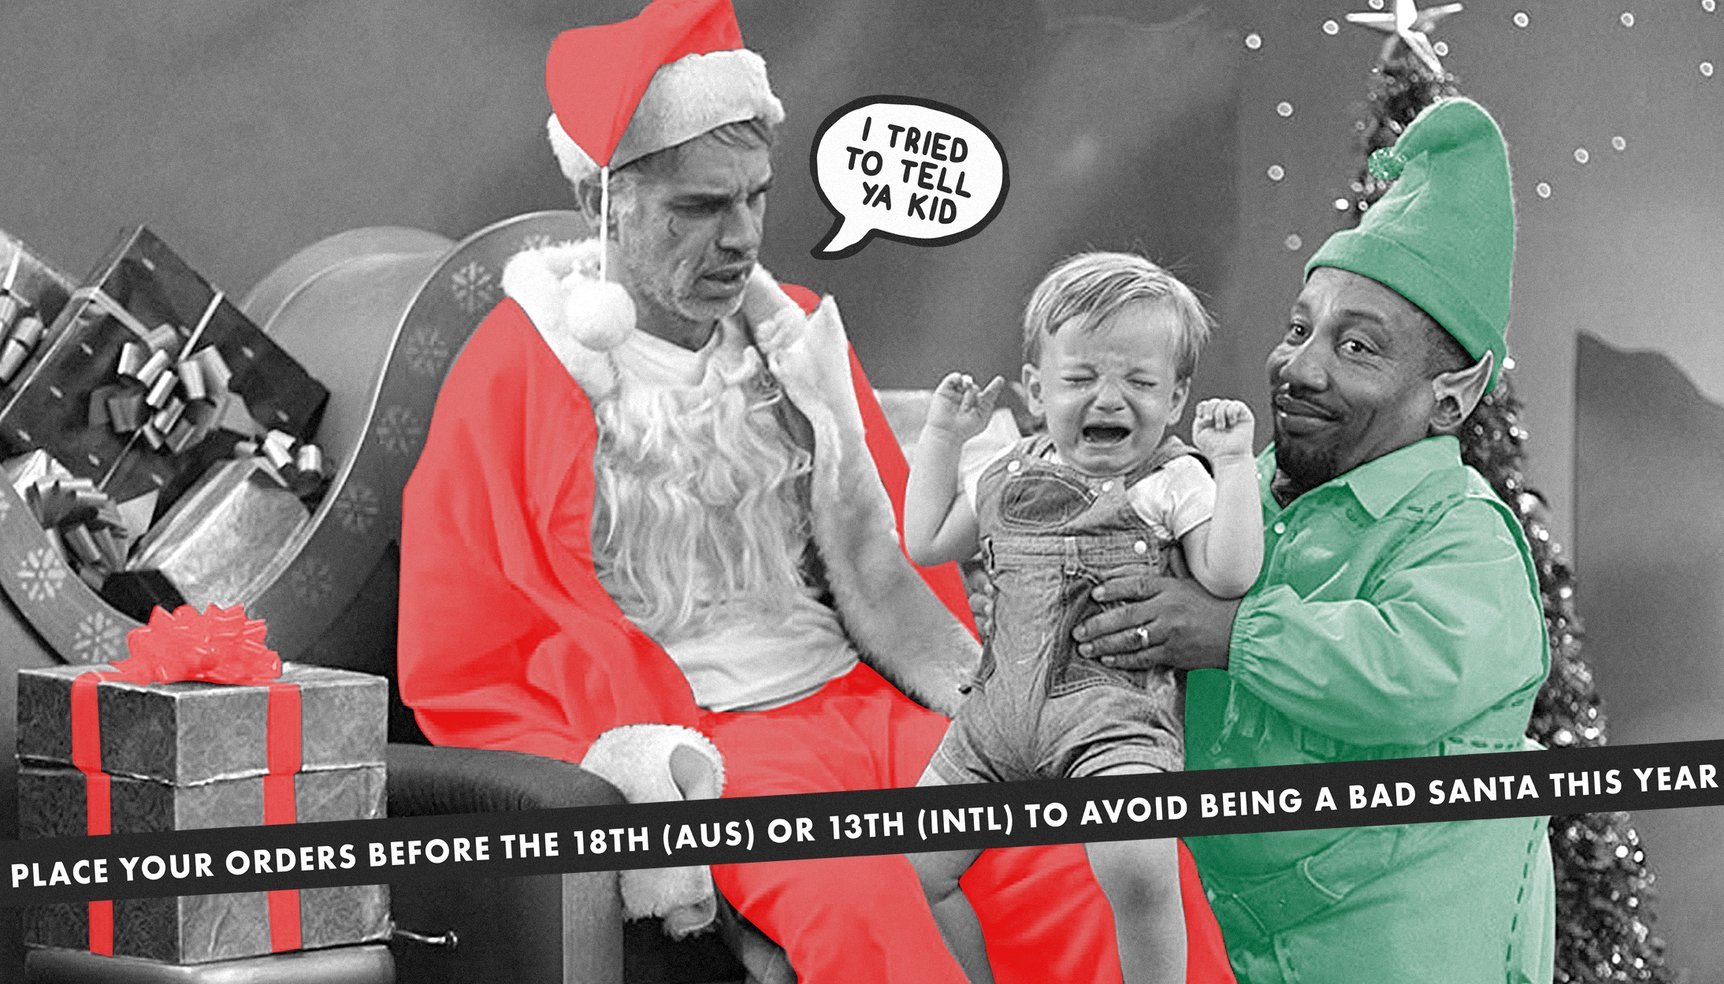 I TRIED
TO TELL
YA KID
PLACE YOUR ORDERS BEFORE THE 18TH (AUS) OR 13TH (INTL) TO AVOID BEING A BAD SANTA THIS YEAR